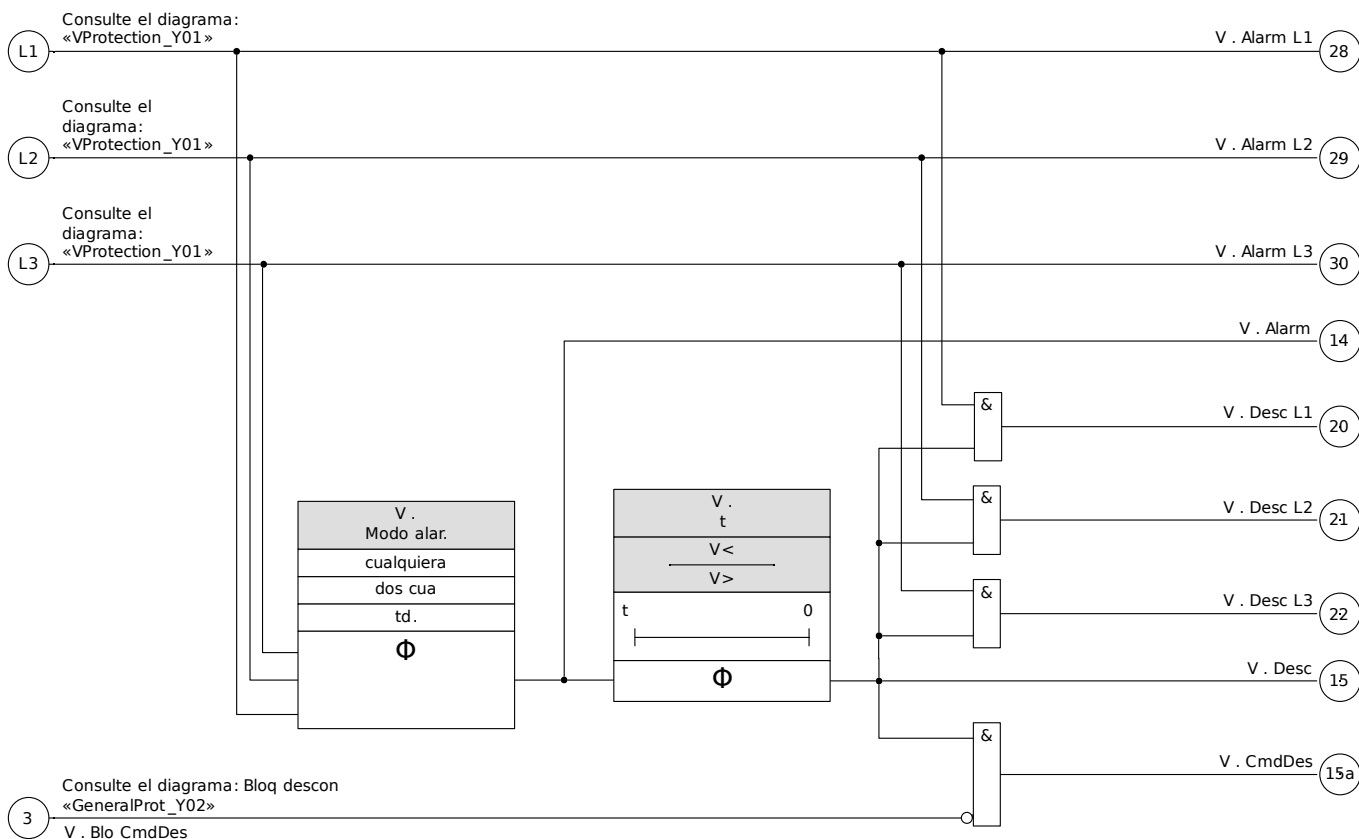 Consulte el diagrama:
«VProtection_Y01»
L1
V . Alarm L1
28
Consulte el
diagrama:
«VProtection_Y01»
L2
V . Alarm L2
29
Consulte el
diagrama:
«VProtection_Y01»
L3
V . Alarm L3
30
V . Alarm
14
&
V . Desc L1
20
&
V . Desc L2
21
&
V . Desc L3
22
V .
Modo alar.
cualquiera
dos cua
td.
Φ
V .
t
V<
V>
t 0
Φ
V . Desc
15
&
V . CmdDes
15a
Consulte el diagrama: Bloq descon
«GeneralProt_Y02»
3
V . Blo CmdDes